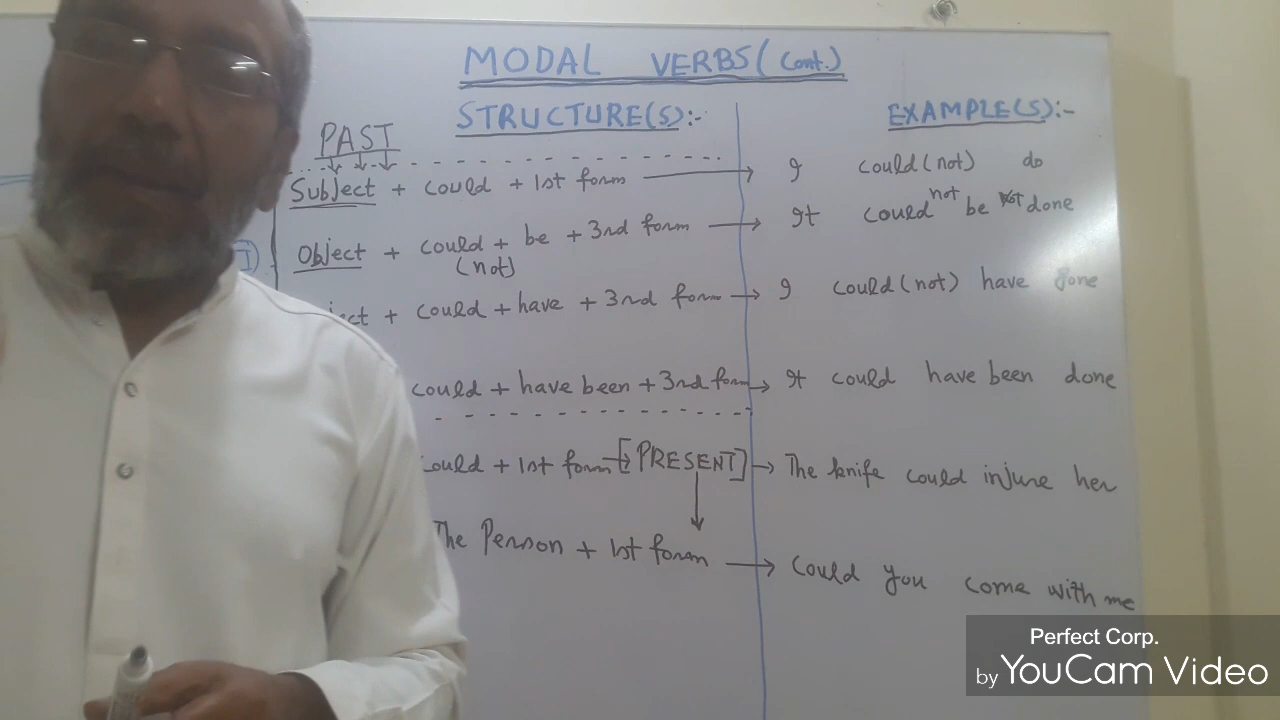 MODAL VERBS (Cont.)
STRUCTURE(S):-
EXAMPLE(S):-
PAST
Subject + could + 1st form → I could (not) do
Object + could + be + 3rd form → It could not be done
(not)
ject + could + have + 3rd form → I could (not) have gone
could + have been + 3rd form → It could have been done
could + 1st form → [PRESENT] → The knife could injure her
The Person + 1st form → Could you come with me
Perfect Corp.
by YouCam Video